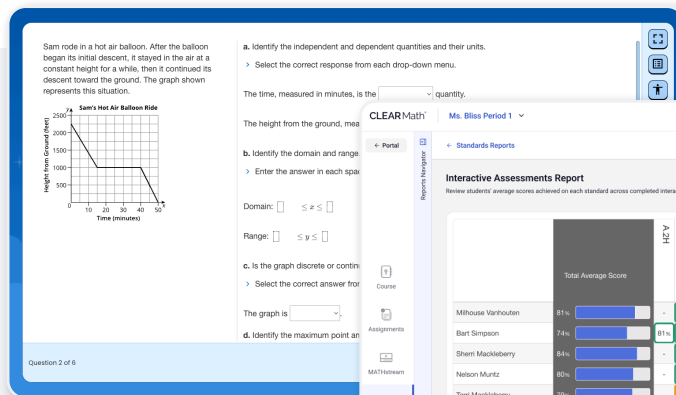 Sam rode in a hot air balloon. After the balloon
began its initial descent, it stayed in the air at a
constant height for a while, then it continued its
descent toward the ground. The graph shown
represents this situation.
Sam's Hot Air Balloon Ride
y
2500
2000
1500
1000
500
0
10 20 30 40 50
x
Height from Ground (feet)
Time (minutes)
a. Identify the independent and dependent quantities and their units.
> Select the correct response from each drop-down menu.
The time, measured in minutes, is the quantity.
The height from the ground, mea
b. Identify the domain and range
> Enter the answer in each spac
Domain: ≤ x ≤
Range: ≤ y ≤
c. Is the graph discrete or contin
> Select the correct answer fror
The graph is .
d. Identify the maximum point an
Question 2 of 6
CLEARMath
Ms. Bliss Period 1
← Portal
Course
Assignments
MATHstream
Reports Navigator
← Standards Reports
Interactive Assessments Report
Review students' average scores achieved on each standard across completed intera
Total Average Score
A.2H
Milhouse Vanhouten 81% -
Bart Simpson 74% 81%
Sherri Mackleberry 84% -
Nelson Muntz 80% -
Terri Mackleberry 79%